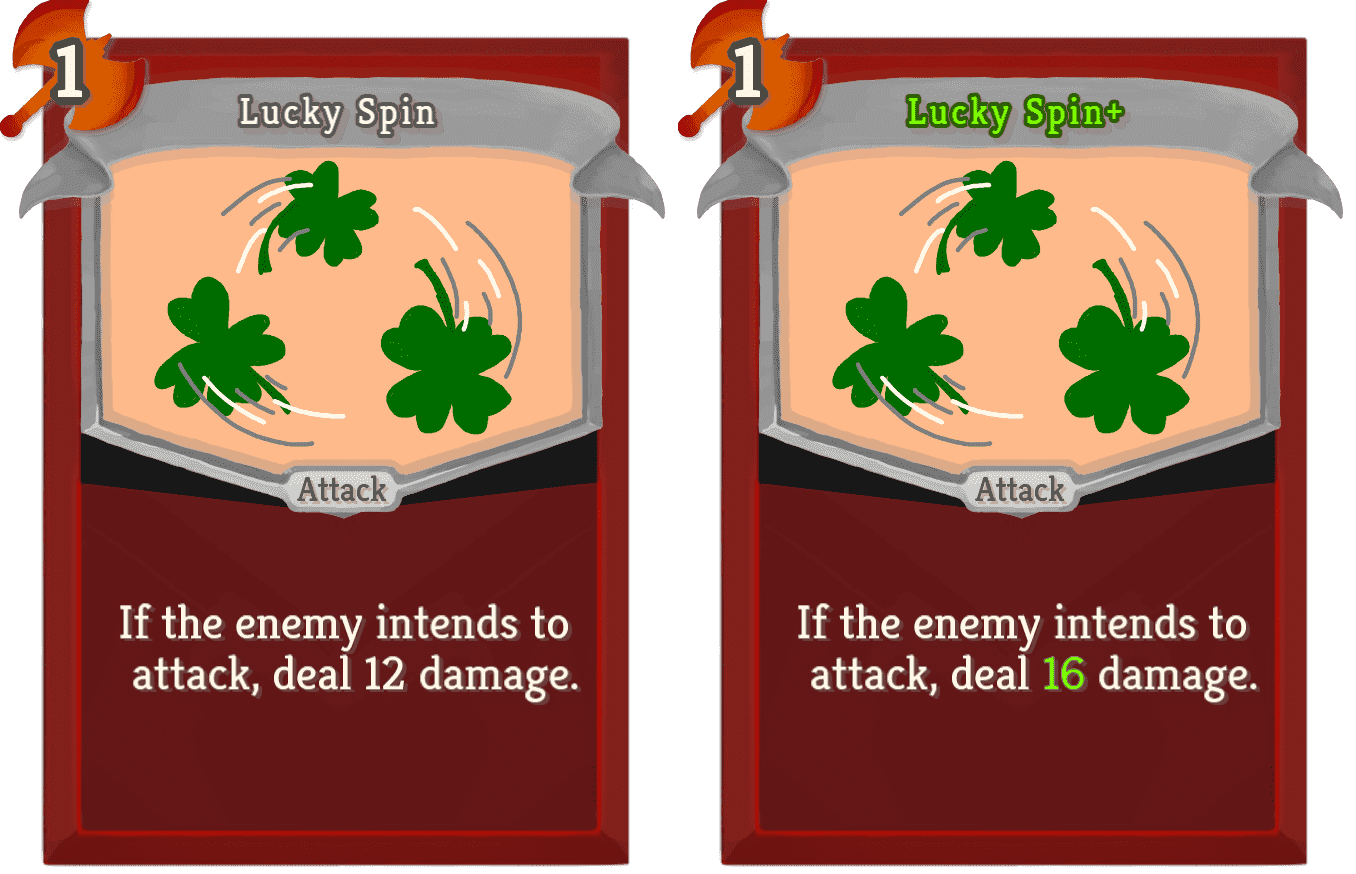 1
Lucky Spin
Attack
If the enemy intends to
attack, deal 12 damage.
1
Lucky Spin+
Attack
If the enemy intends to
attack, deal 16 damage.